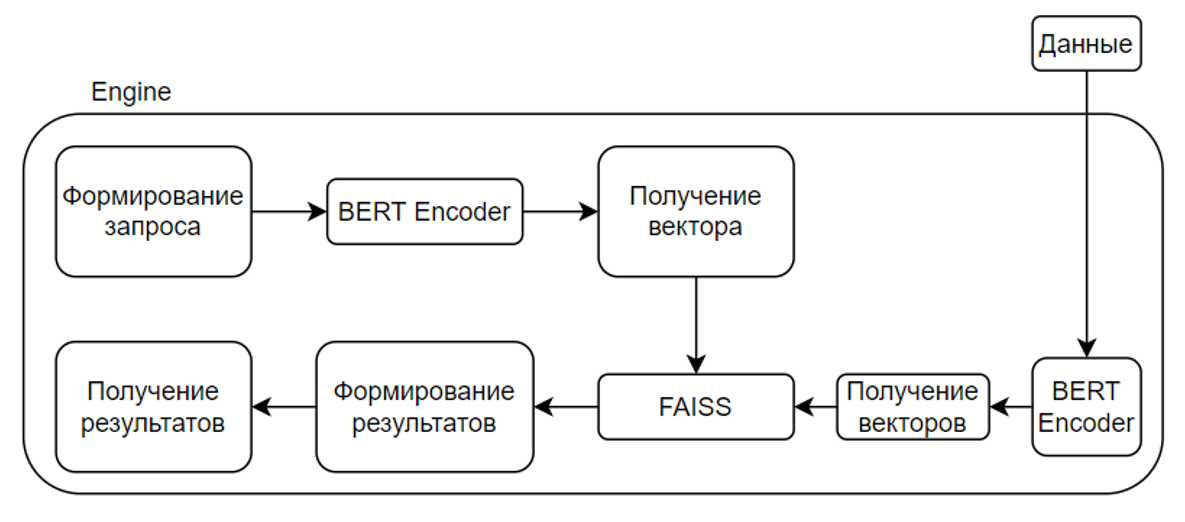 Данные
Engine
Формирование
запроса
BERT Encoder
Получение
вектора
Получение
результатов
Формирование
результатов
FAISS
Получение
векторов
BERT
Encoder